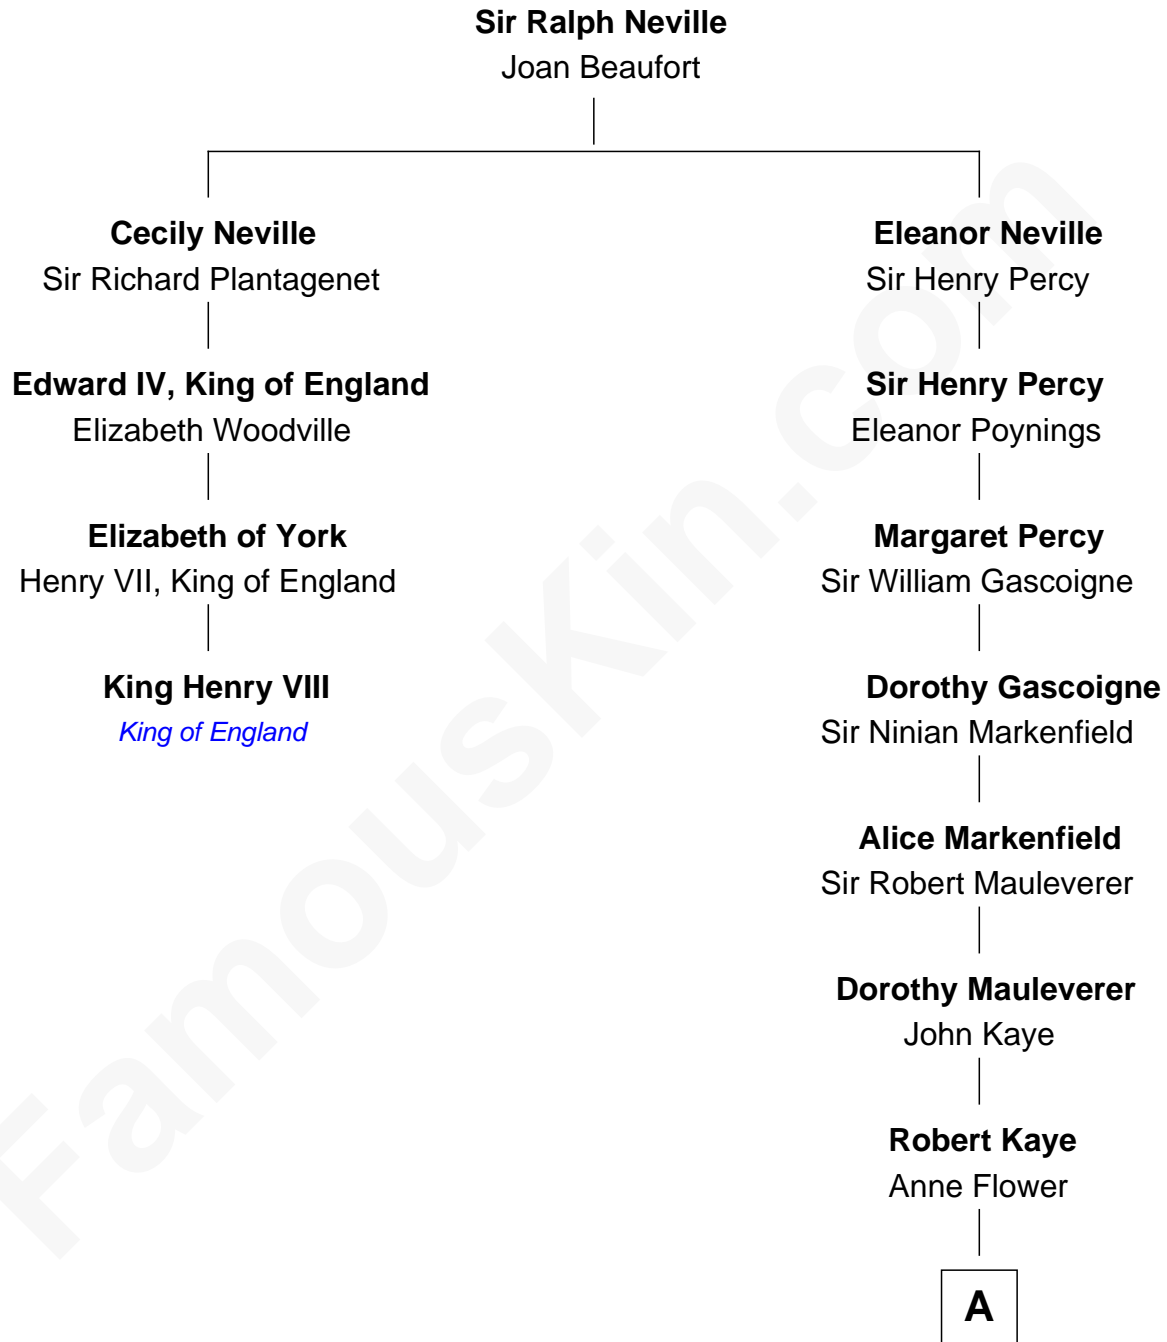 Sir Ralph Neville
Joan Beaufort
Cecily Neville
Sir Richard Plantagenet
Edward IV, King of England
Elizabeth Woodville
Elizabeth of York
Henry VII, King of England
King Henry VIII
King of England
Eleanor Neville
Sir Henry Percy
Sir Henry Percy
Eleanor Poynings
Margaret Percy
Sir William Gascoigne
Dorothy Gascoigne
Sir Ninian Markenfield
Alice Markenfield
Sir Robert Mauleverer
Dorothy Mauleverer
John Kaye
Robert Kaye
Anne Flower
A
FamousKin.com